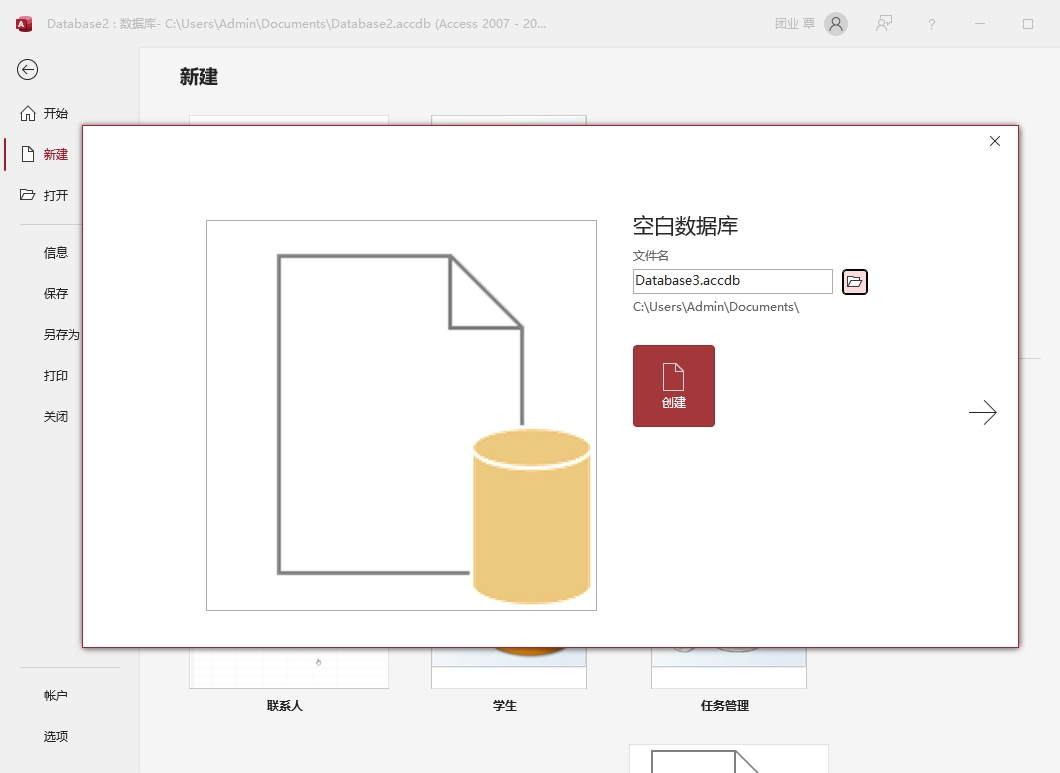 Database2 : 数据库- C:\Users\Admin\Documents\Database2.accdb (Access 2007 - 20...
团业 覃
?
新建
开始
新建
打开
信息
保存
另存为
打印
关闭
空白数据库
文件名
Database3.accdb
C:\Users\Admin\Documents\
创建
联系人
学生
任务管理
帐户
选项